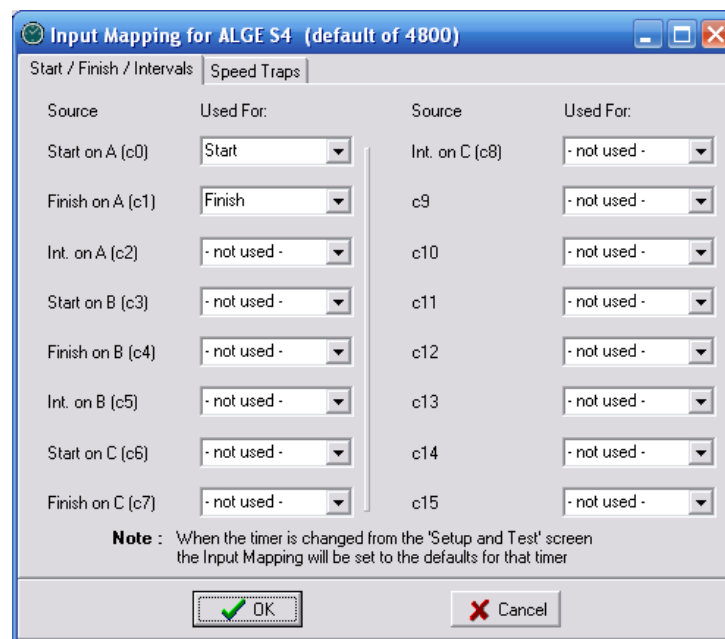 Input Mapping for ALGE S4 (default of 4800)
Start / Finish / Intervals Speed Traps
Source Used For: Source Used For:
Start on A (c0) Start Int. on C (c8) - not used -
Finish on A (c1) Finish c9 - not used -
Int. on A (c2) - not used - c10 - not used -
Start on B (c3) - not used - c11 - not used -
Finish on B (c4) - not used - c12 - not used -
Int. on B (c5) - not used - c13 - not used -
Start on C (c6) - not used - c14 - not used -
Finish on C (c7) - not used - c15 - not used -
Note : When the timer is changed from the 'Setup and Test' screen
the Input Mapping will be set to the defaults for that timer
OK Cancel